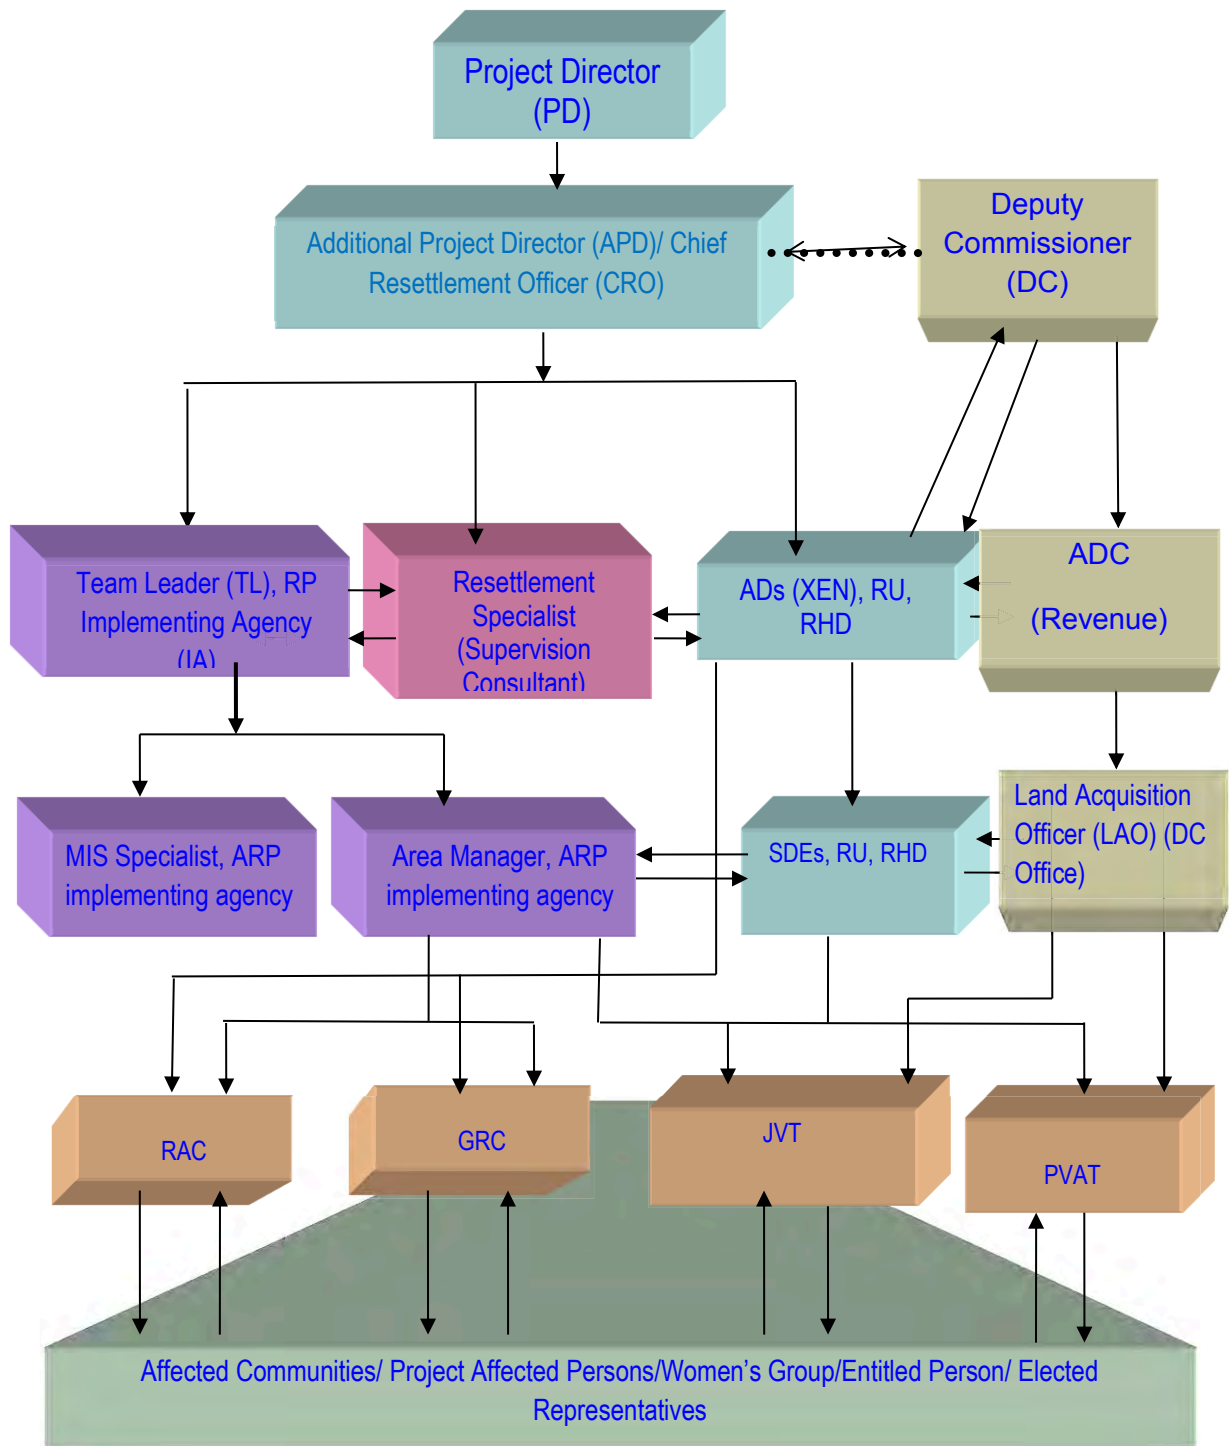 Project Director
(PD)
Additional Project Director (APD)/ Chief
Resettlement Officer (CRO)
Deputy
Commissioner
(DC)
Team Leader (TL), RP
Implementing Agency
(IA)
Resettlement
Specialist
(Supervision
Consultant)
ADs (XEN), RU,
RHD
ADC
(Revenue)
MIS Specialist, ARP
implementing agency
Area Manager, ARP
implementing agency
SDEs, RU, RHD
Land Acquisition
Officer (LAO) (DC
Office)
RAC
GRC
JVT
PVAT
Affected Communities/ Project Affected Persons/Women’s Group/Entitled Person/ Elected
Representatives